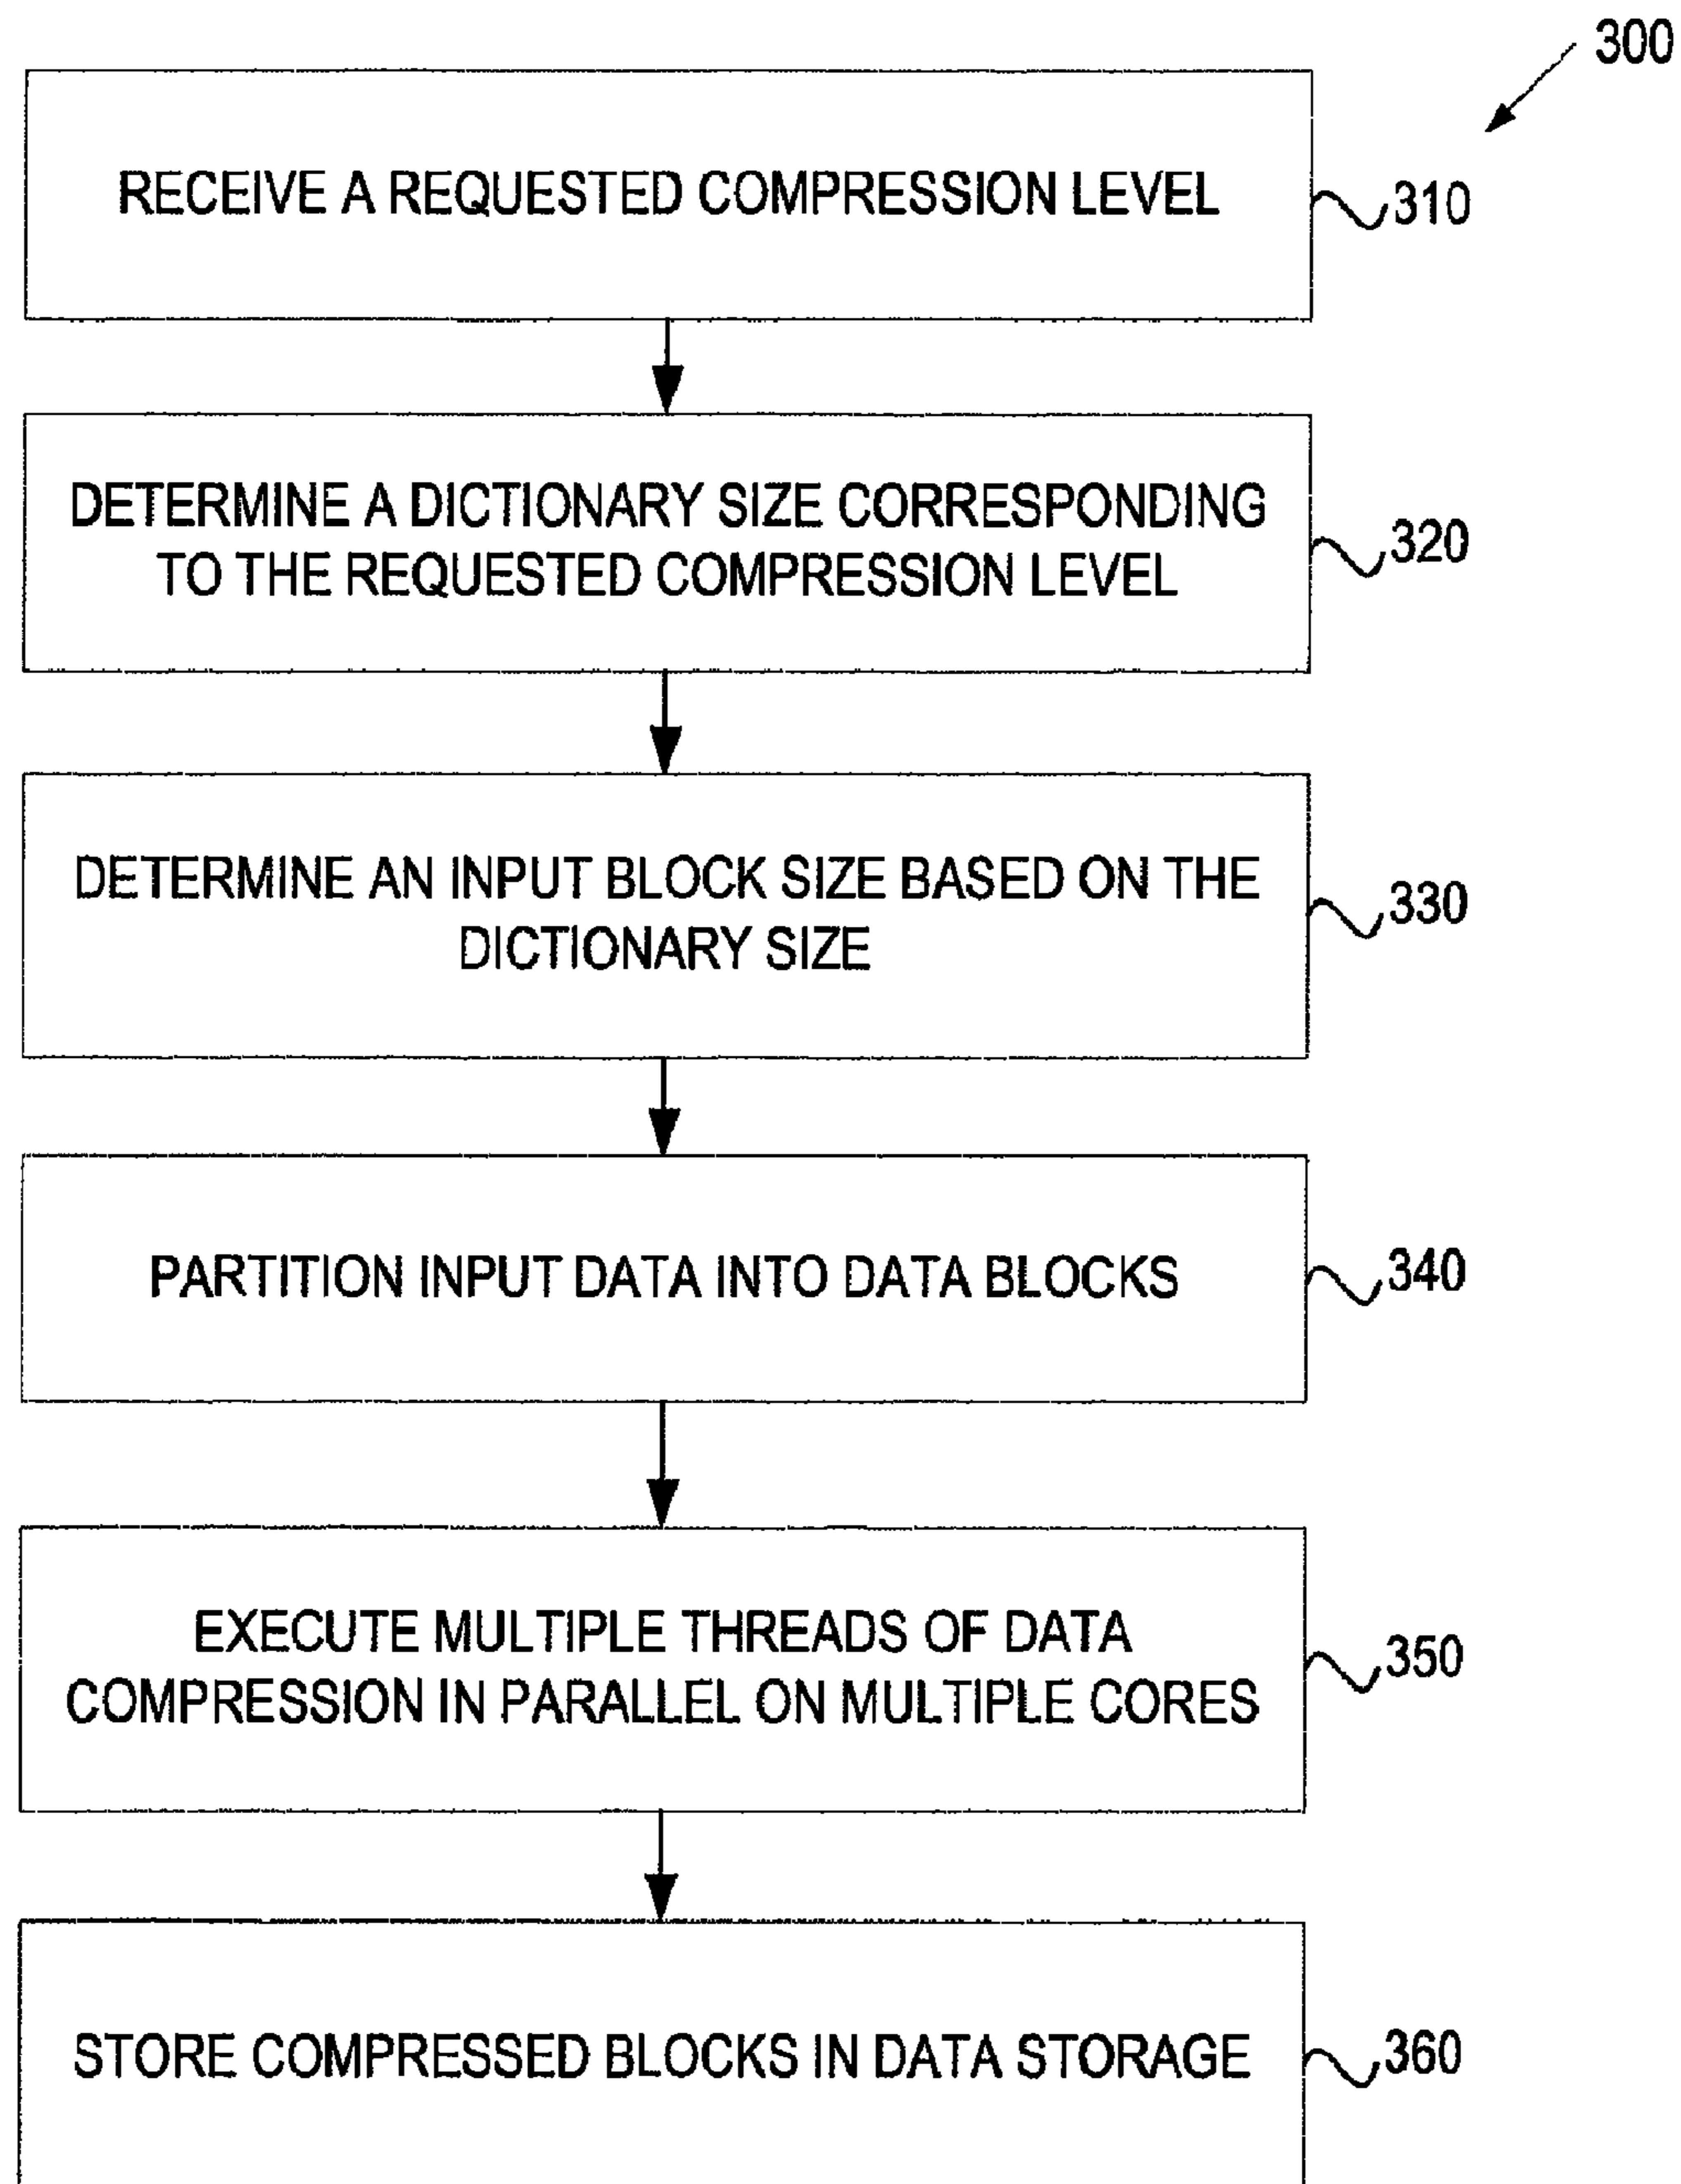 300
RECEIVE A REQUESTED COMPRESSION LEVEL
310
DETERMINE A DICTIONARY SIZE CORRESPONDING
TO THE REQUESTED COMPRESSION LEVEL
320
DETERMINE AN INPUT BLOCK SIZE BASED ON THE
DICTIONARY SIZE
330
PARTITION INPUT DATA INTO DATA BLOCKS
340
EXECUTE MULTIPLE THREADS OF DATA
COMPRESSION IN PARALLEL ON MULTIPLE CORES
350
STORE COMPRESSED BLOCKS IN DATA STORAGE
360